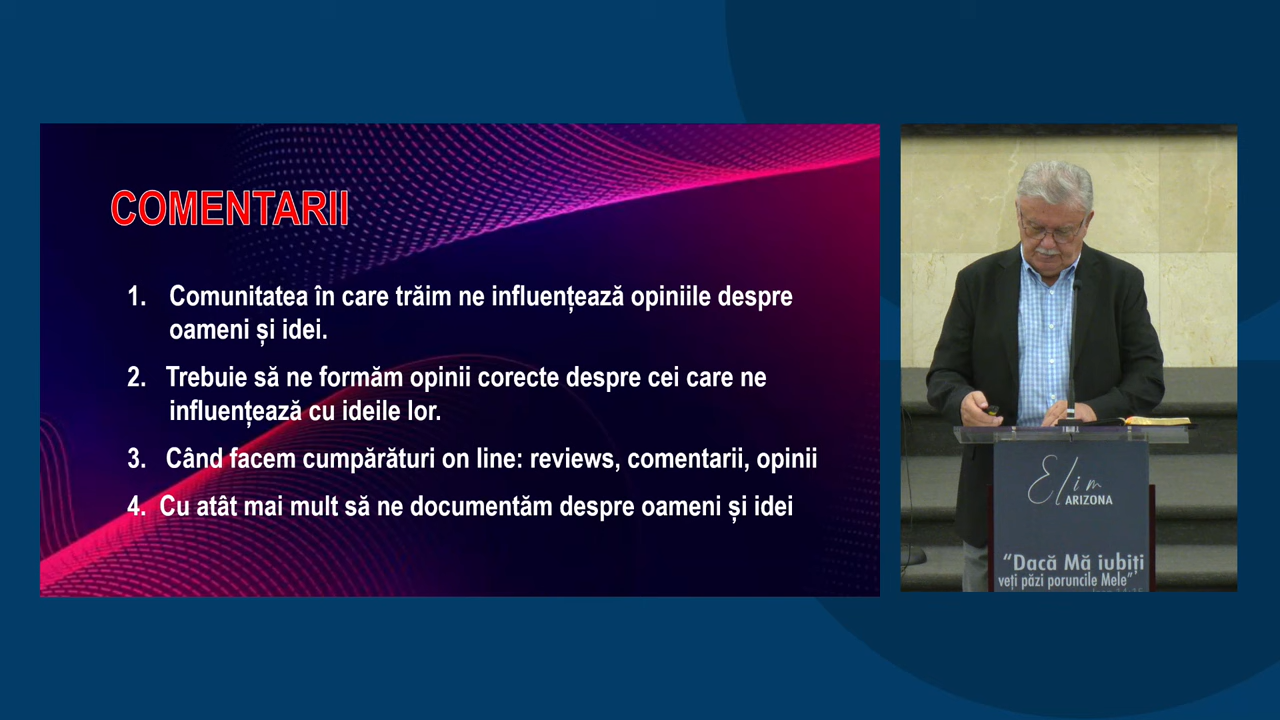 COMENTARII
1. Comunitatea în care trăim ne influențează opiniile despre
oameni și idei.
2. Trebuie să ne formăm opinii corecte despre cei care ne
influențează cu ideile lor.
3. Când facem cumpărături on line: reviews, comentarii, opinii
4. Cu atât mai mult să ne documentăm despre oameni și idei
Elim
ARIZONA
“Dacă Mă iubiți
veți păzi poruncile Mele”